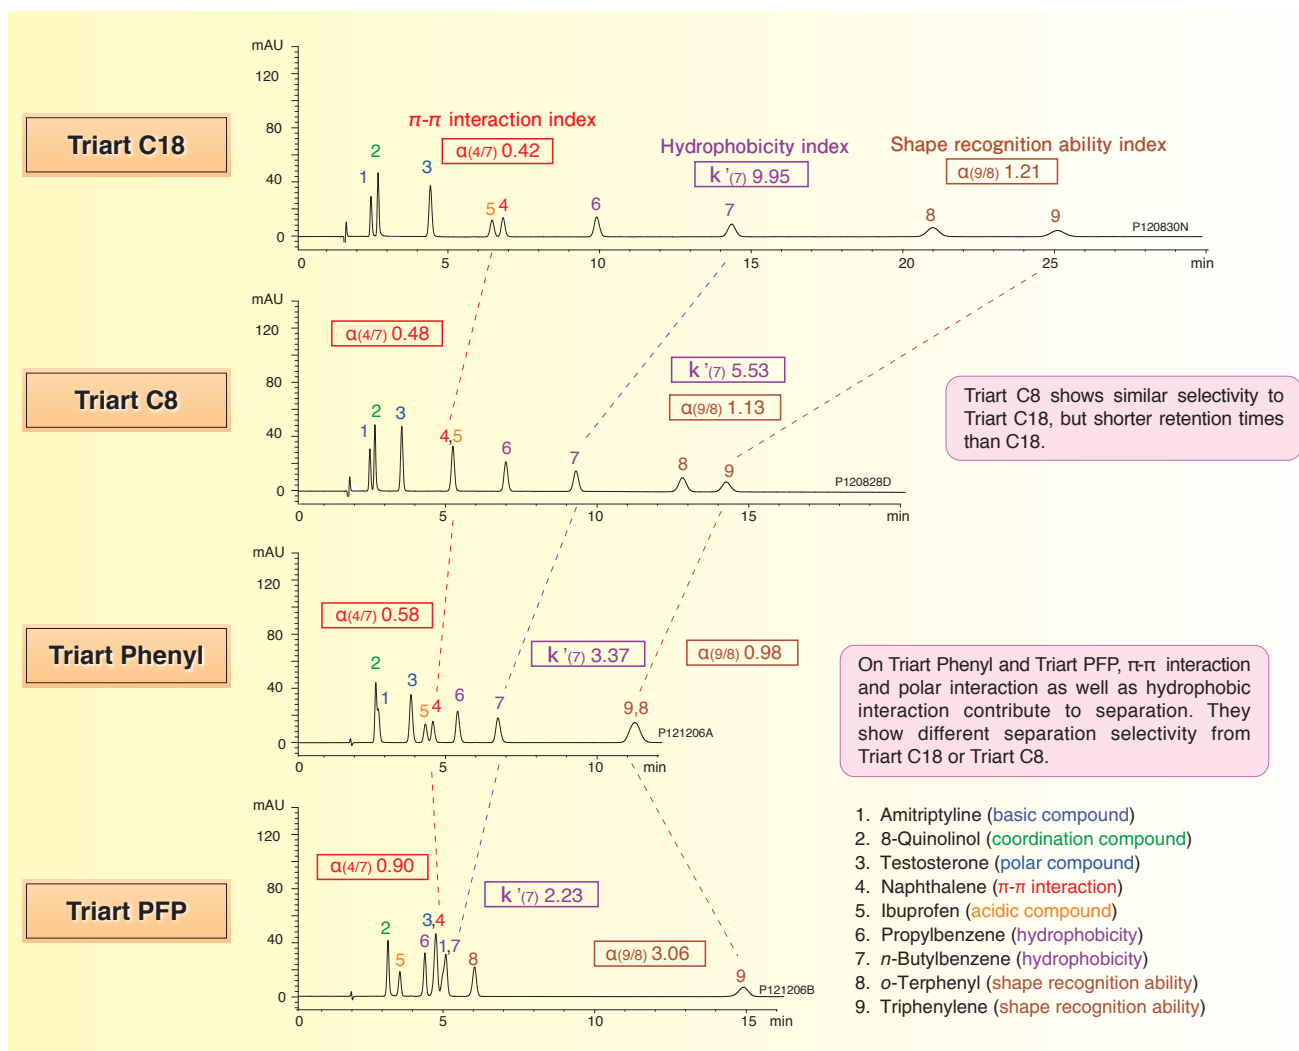 mAU
120
80
40
0
Triart C18
π-π interaction index
α(4/7) 0.42
Hydrophobicity index
k'(7) 9.95
Shape recognition ability index
α(9/8) 1.21
1
2
3
5
4
6
7
8
9
P120830N
0 5 10 15 20 25 min
mAU
120
80
40
0
Triart C8
α(4/7) 0.48
k'(7) 5.53
α(9/8) 1.13
1
2
3
4,5
6
7
8
9
P120828D
0 5 10 15 min
Triart C8 shows similar selectivity to
Triart C18, but shorter retention times
than C18.
mAU
120
80
40
0
Triart Phenyl
α(4/7) 0.58
k'(7) 3.37
α(9/8) 0.98
2
1
3
5
4
6
7
9,8
P121206A
0 5 10 min
On Triart Phenyl and Triart PFP, π-π interaction
and polar interaction as well as hydrophobic
interaction contribute to separation. They
show different separation selectivity from
Triart C18 or Triart C8.
mAU
120
80
40
0
Triart PFP
α(4/7) 0.90
k'(7) 2.23
α(9/8) 3.06
2
5
6
3,4
1,7
8
9
P121206B
0 5 10 15 min
1. Amitriptyline (basic compound)
2. 8-Quinolinol (coordination compound)
3. Testosterone (polar compound)
4. Naphthalene (π-π interaction)
5. Ibuprofen (acidic compound)
6. Propylbenzene (hydrophobicity)
7. n-Butylbenzene (hydrophobicity)
8. o-Terphenyl (shape recognition ability)
9. Triphenylene (shape recognition ability)